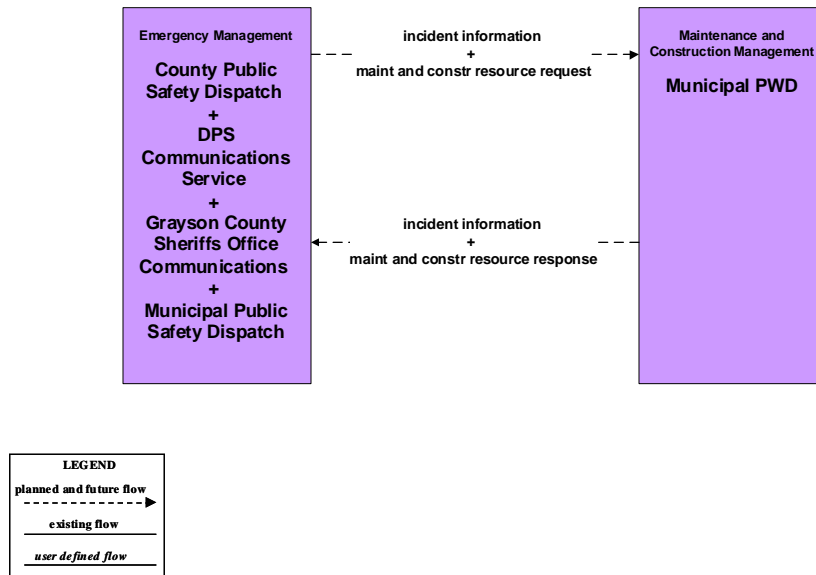 Emergency Management
County Public
Safety Dispatch
+
DPS
Communications
Service
+
Grayson County
Sheriffs Office
Communications
+
Municipal Public
Safety Dispatch
incident information
+
maint and constr resource request
incident information
+
maint and constr resource response
Maintenance and
Construction Management
Municipal PWD
LEGEND
planned and future flow
existing flow
user defined flow